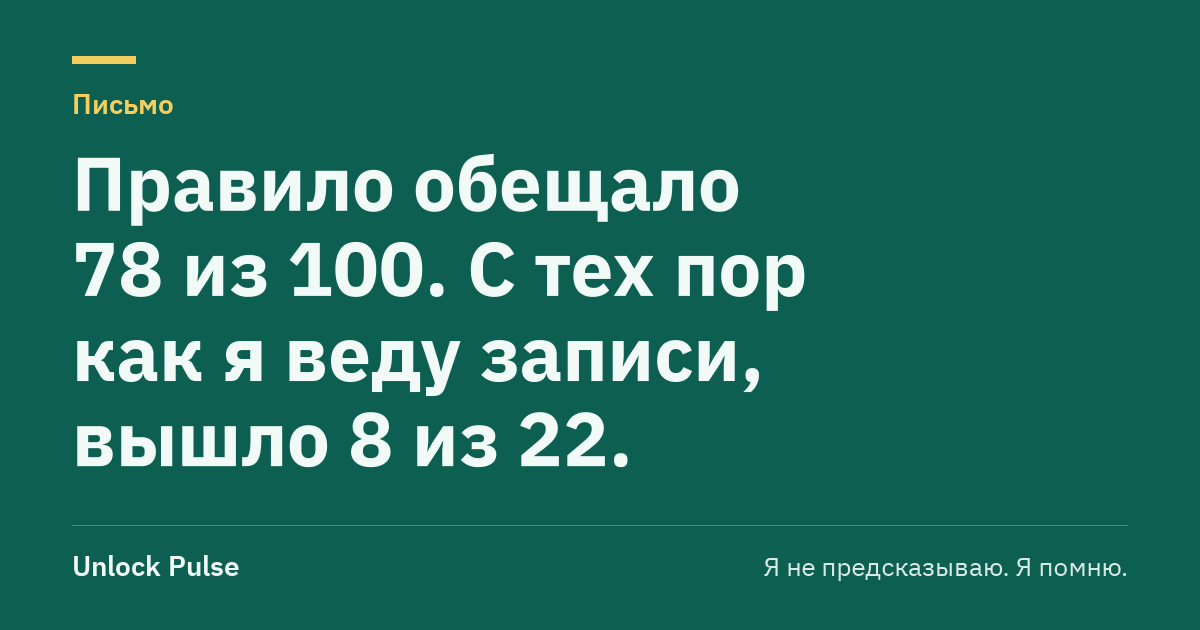 Письмо
Правило обещало
78 из 100. С тех пор
как я веду записи,
вышло 8 из 22.
Unlock Pulse
Я не предсказываю. Я помню.